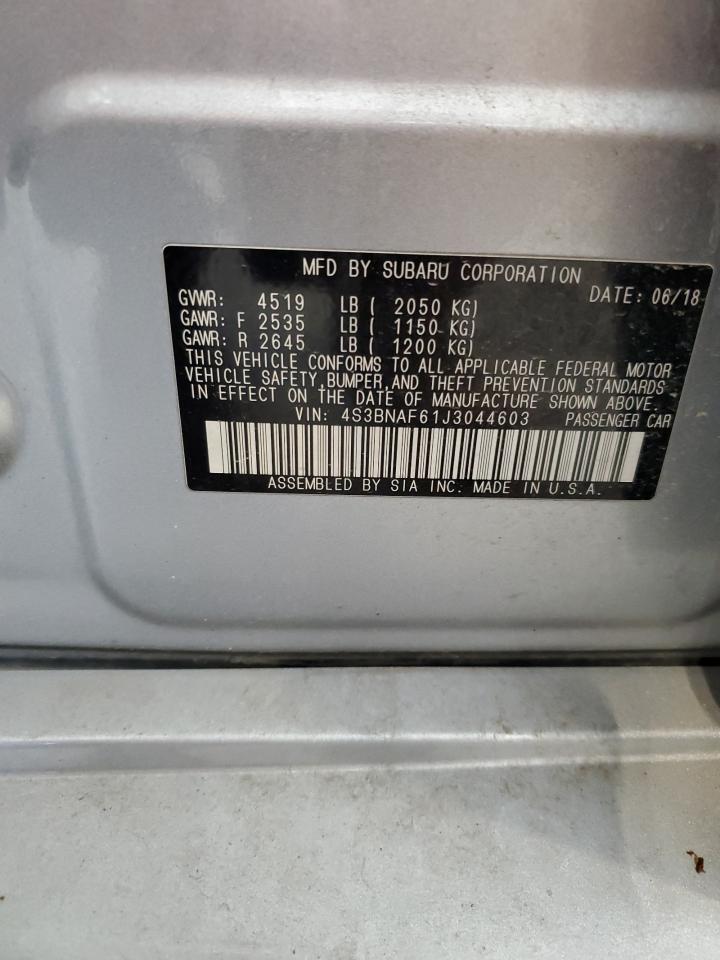 MFD BY SUBARU CORPORATION
DATE: 06/18
GVWR: 4519 LB ( 2050 KG)
GAWR: F 2535 LB ( 1150 KG)
GAWR: R 2645 LB ( 1200 KG)
THIS VEHICLE CONFORMS TO ALL APPLICABLE FEDERAL MOTOR
VEHICLE SAFETY, BUMPER, AND THEFT PREVENTION STANDARDS
IN EFFECT ON THE DATE OF MANUFACTURE SHOWN ABOVE.
VIN: 4S3BNAF61J3044603 PASSENGER CAR
ASSEMBLED BY SIA INC. MADE IN U.S.A.